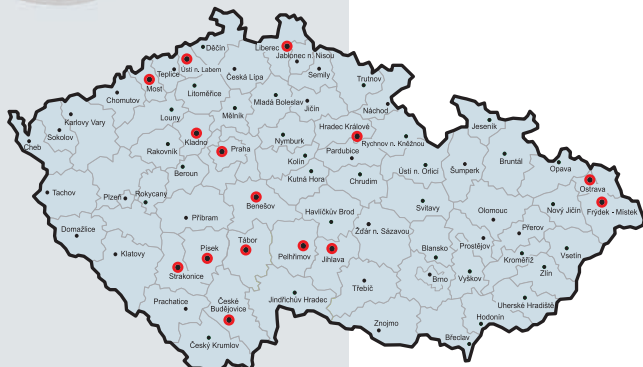 Děčín
Liberec
Jablonec n. Nisou
Ústí n. Labem
Teplice
Česká Lípa
Semily
Most
Trutnov
Chomutov
Litoměřice
Mladá Boleslav
Jičín
Náchod
Karlovy Vary
Louny
Mělník
Hradec Králové
Jeseník
Sokolov
Kladno
Rychnov n. Kněžnou
Cheb
Rakovník
Praha
Nymburk
Pardubice
Bruntál
Kolín
Opava
Beroun
Ústí n. Orlicí
Šumperk
Kutná Hora
Chrudim
Ostrava
Tachov
Plzeň
Rokycany
Benešov
Svitavy
Nový Jičín
Frýdek - Místek
Příbram
Havlíčkův Brod
Olomouc
Domažlice
Žďár n. Sázavou
Přerov
Písek
Tábor
Prostějov
Klatovy
Pelhřimov
Jihlava
Blansko
Kroměříž
Vsetín
Strakonice
Brno
Vyškov
Zlín
Třebíč
Prachatice
České
Budějovice
Jindřichův Hradec
Uherské Hradiště
Znojmo
Hodonín
Český Krumlov
Břeclav